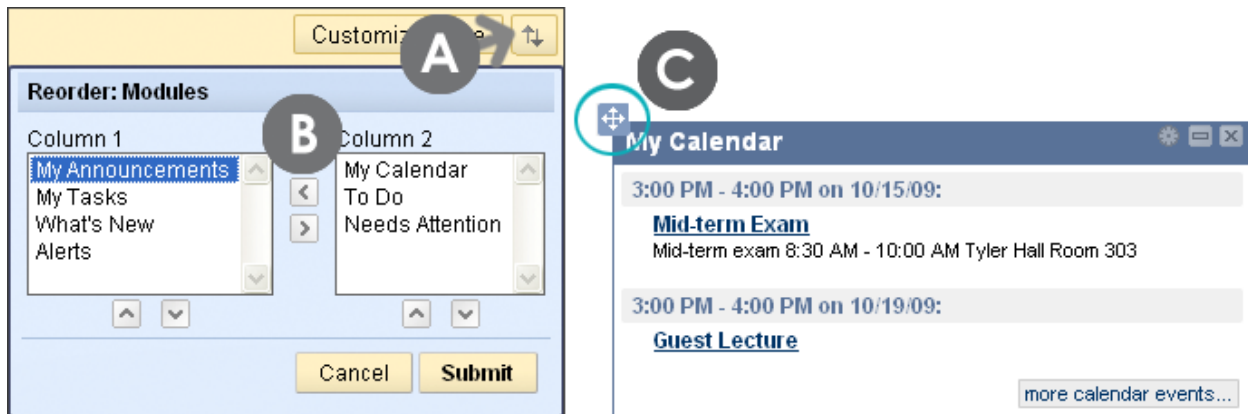 A
B
C
Reorder: Modules
Column 1
My Announcements
My Tasks
What's New
Alerts
Column 2
My Calendar
To Do
Needs Attention
Cancel
Submit
My Calendar
3:00 PM - 4:00 PM on 10/15/09:
Mid-term Exam
Mid-term exam 8:30 AM - 10:00 AM Tyler Hall Room 303
3:00 PM - 4:00 PM on 10/19/09:
Guest Lecture
more calendar events...